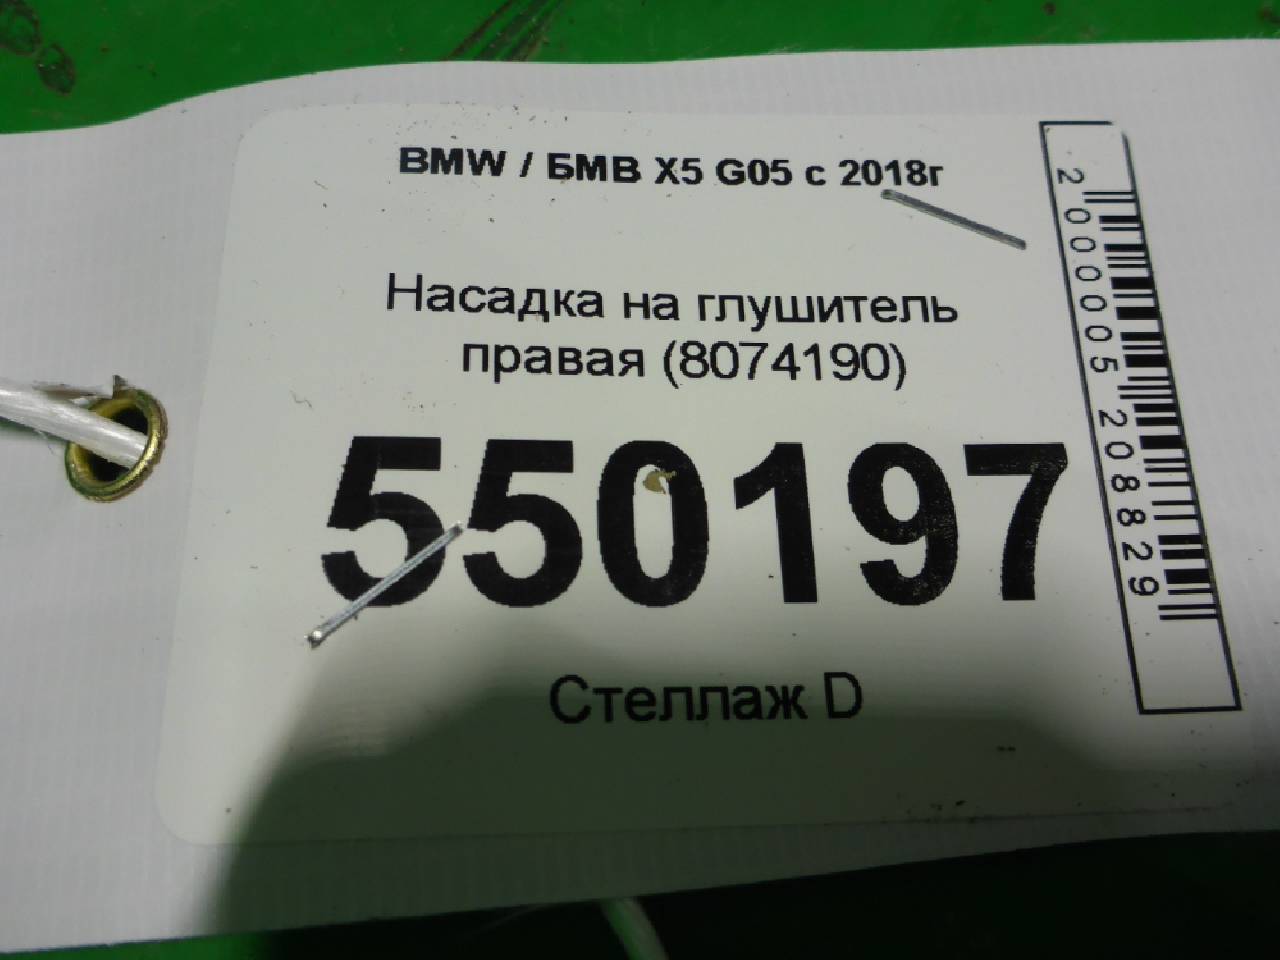 BMW / БМВ X5 G05 с 2018г
Насадка на глушитель
правая (8074190)
550197
Стеллаж D
2000005208829